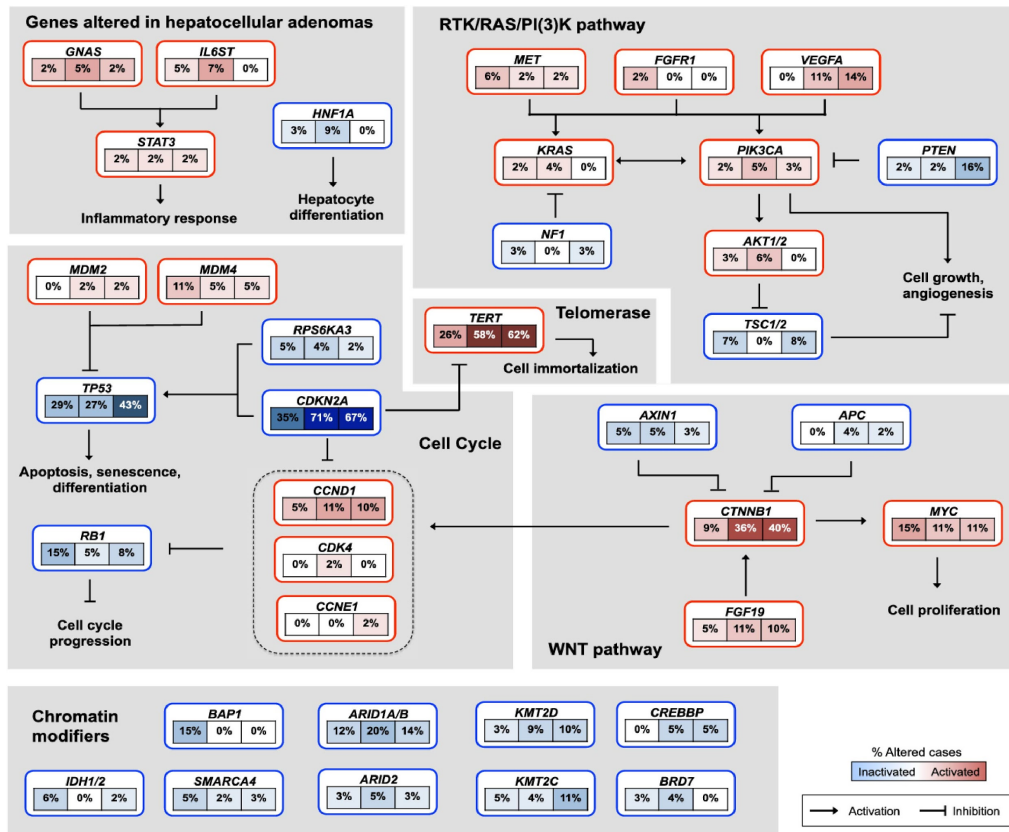 Genes altered in hepatocellular adenomas
GNAS
2% 5% 2%
IL6ST
5% 7% 0%
HNF1A
3% 9% 0%
STAT3
2% 2% 2%
Inflammatory response
Hepatocyte
differentiation
RTK/RAS/PI(3)K pathway
MET
6% 2% 2%
FGFR1
2% 0% 0%
VEGFA
0% 11% 14%
KRAS
2% 4% 0%
PIK3CA
2% 5% 3%
PTEN
2% 2% 16%
NF1
3% 0% 3%
AKT1/2
3% 6% 0%
Cell growth,
angiogenesis
TSC1/2
7% 0% 8%
MDM2
0% 2% 2%
MDM4
11% 5% 5%
RPS6KA3
5% 4% 2%
TP53
29% 27% 43%
CDKN2A
35% 71% 67%
Cell Cycle
Apoptosis, senescence,
differentiation
CCND1
5% 11% 10%
RB1
15% 5% 8%
CDK4
0% 2% 0%
CCNE1
0% 0% 2%
Cell cycle
progression
Telomerase
TERT
26% 58% 62%
Cell immortalization
AXIN1
5% 5% 3%
APC
0% 4% 2%
CTNNB1
9% 36% 40%
MYC
15% 11% 11%
FGF19
5% 11% 10%
Cell proliferation
WNT pathway
Chromatin
modifiers
BAP1
15% 0% 0%
ARID1A/B
12% 20% 14%
KMT2D
3% 9% 10%
CREBBP
0% 5% 5%
IDH1/2
6% 0% 2%
SMARCA4
5% 2% 3%
ARID2
3% 5% 3%
KMT2C
5% 4% 11%
BRD7
3% 4% 0%
% Altered cases
Inactivated Activated
Activation Inhibition